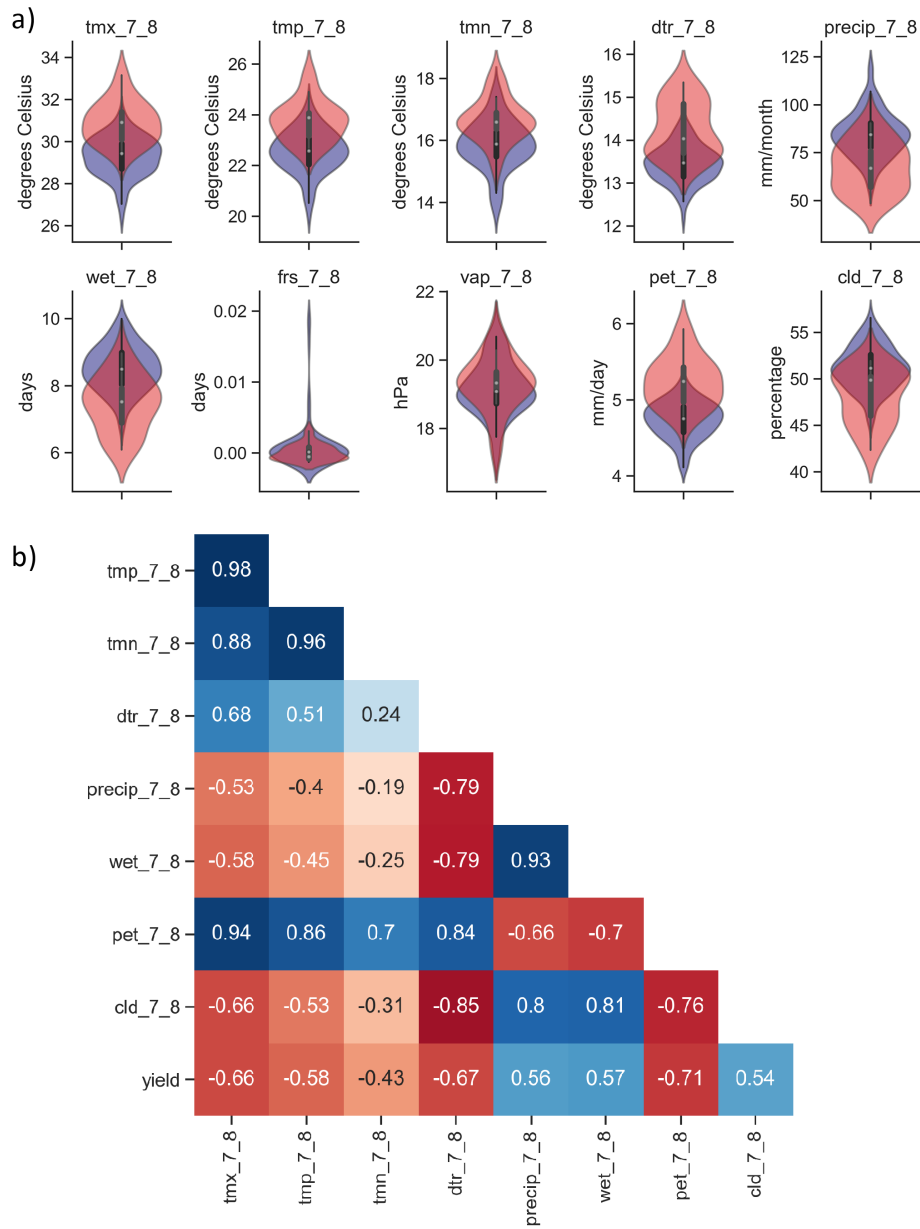 a)
tmx_7_8 tmp_7_8 tmn_7_8 dtr_7_8 precip_7_8
degrees Celsius 34 32 30 28 26
degrees Celsius 26 24 22 20
degrees Celsius 18 16 14
degrees Celsius 16 15 14 13 12
mm/month 125 100 75 50
wet_7_8 frs_7_8 vap_7_8 pet_7_8 cld_7_8
days 10 8 6
days 0.02 0.01 0.00
hPa 22 20 18
mm/day 6 5 4
percentage 55 50 45 40
b)
tmp_7_8 0.98
tmn_7_8 0.88 0.96
dtr_7_8 0.68 0.51 0.24
precip_7_8 -0.53 -0.4 -0.19 -0.79
wet_7_8 -0.58 -0.45 -0.25 -0.79 0.93
pet_7_8 0.94 0.86 0.7 0.84 -0.66 -0.7
cld_7_8 -0.66 -0.53 -0.31 -0.85 0.8 0.81 -0.76
yield -0.66 -0.58 -0.43 -0.67 0.56 0.57 -0.71 0.54
tmx_7_8 tmp_7_8 tmn_7_8 dtr_7_8 precip_7_8 wet_7_8 pet_7_8 cld_7_8